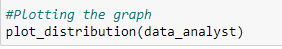 #Plotting the graph
plot_distribution(data_analyst)